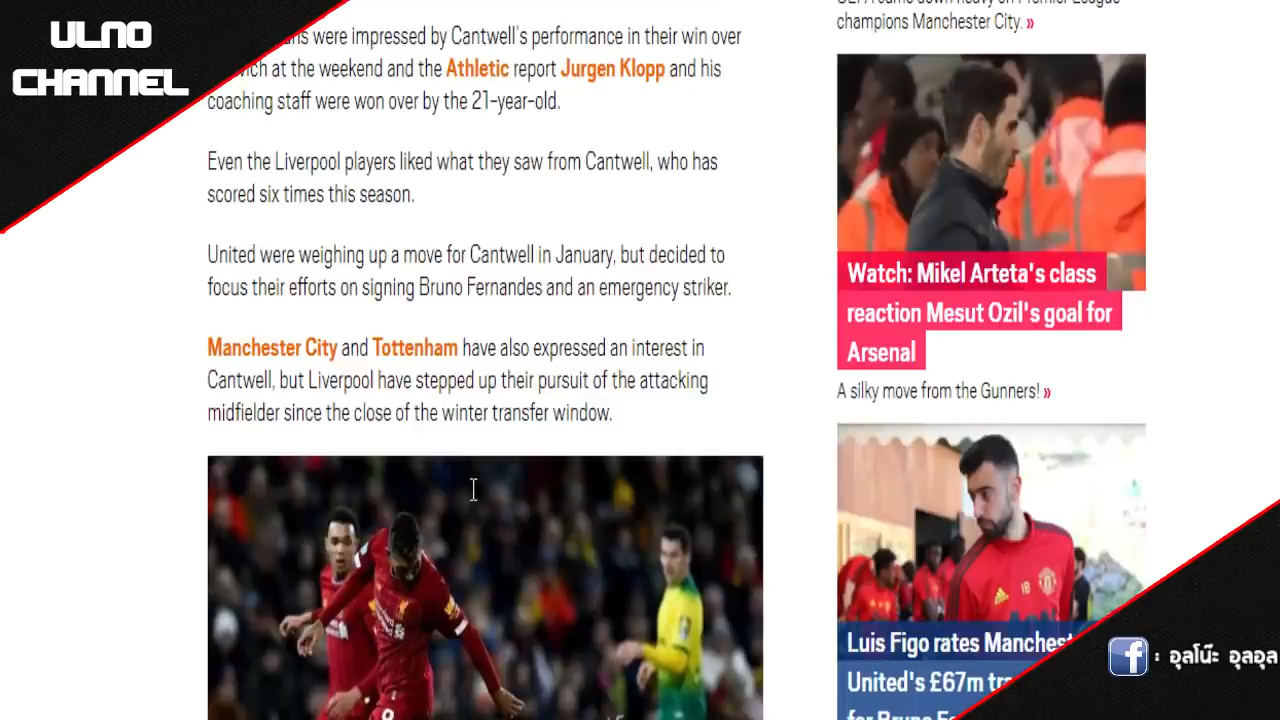 ULNO
CHANNEL
were impressed by Cantwell's performance in their win over
at the weekend and the Athletic report Jurgen Klopp and his
coaching staff were won over by the 21-year-old.
Even the Liverpool players liked what they saw from Cantwell, who has
scored six times this season.
United were weighing up a move for Cantwell in January, but decided to
focus their efforts on signing Bruno Fernandes and an emergency striker.
Manchester City and Tottenham have also expressed an interest in
Cantwell, but Liverpool have stepped up their pursuit of the attacking
midfielder since the close of the winter transfer window.
champions Manchester City. »
Watch: Mikel Arteta's class
reaction Mesut Ozil's goal for
Arsenal
A silky move from the Gunners! »
Luis Figo rates
United's £67m
: อุลโน๊ะ อุลอุล